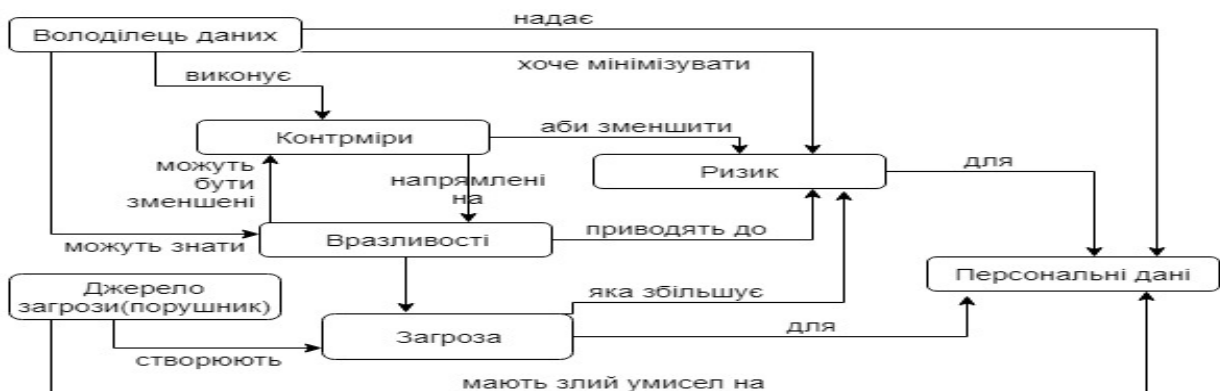 надає
Володілець даних
хоче мінімізувати
виконує
Контрміри
аби зменшити
можуть
бути
зменшені
напрямлені
на
Ризик
для
можуть знати
Вразливості
приводять до
Персональні дані
Джерело
загрози(порушник)
яка збільшує
Загроза
для
створюють
мають злий умисел на